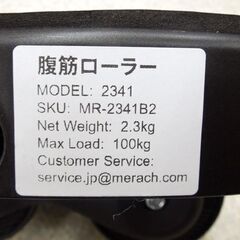 腹筋ローラー
MODEL: 2341
SKU: MR-2341B2
Net Weight: 2.3kg
Max Load: 100kg
Customer Service:
service.jp@merach.com